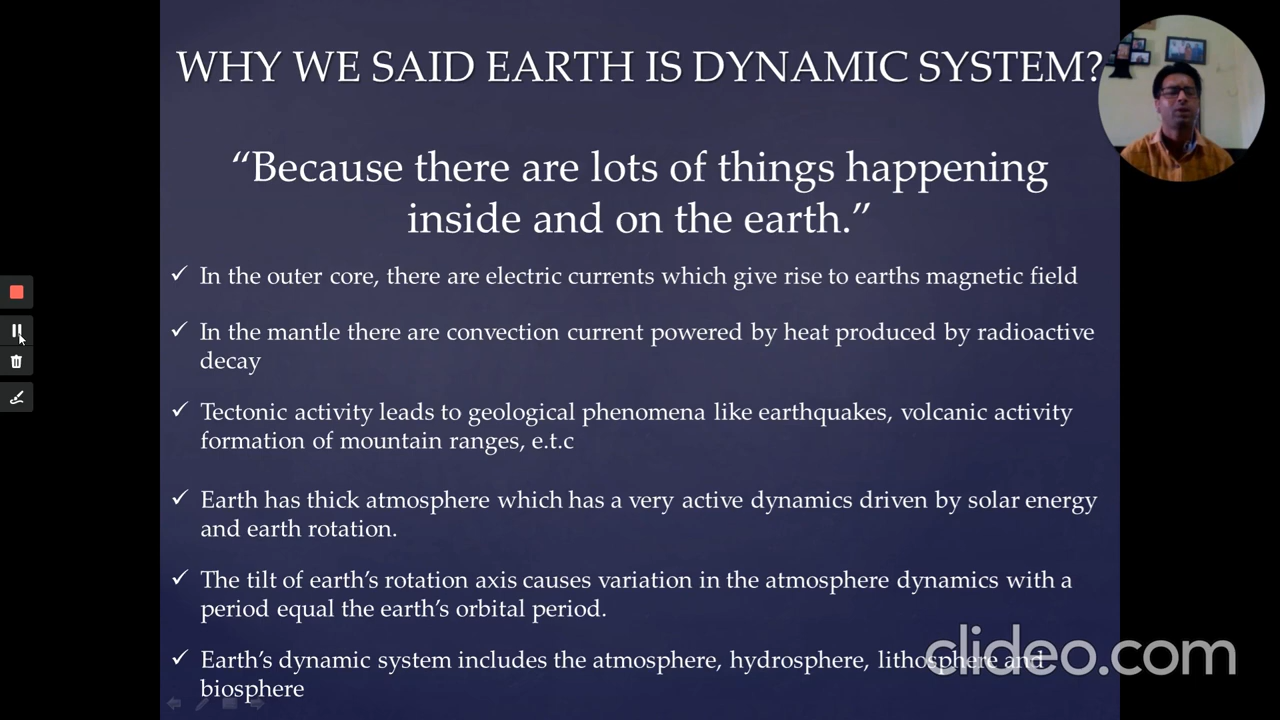 WHY WE SAID EARTH IS DYNAMIC SYSTEM?
“Because there are lots of things happening
inside and on the earth.”
✓ In the outer core, there are electric currents which give rise to earths magnetic field
✓ In the mantle there are convection current powered by heat produced by radioactive
decay
✓ Tectonic activity leads to geological phenomena like earthquakes, volcanic activity
formation of mountain ranges, e.t.c
✓ Earth has thick atmosphere which has a very active dynamics driven by solar energy
and earth rotation.
✓ The tilt of earth’s rotation axis causes variation in the atmosphere dynamics with a
period equal the earth’s orbital period.
✓ Earth’s dynamic system includes the atmosphere, hydrosphere, lithosphere and
biosphere
clideo.com